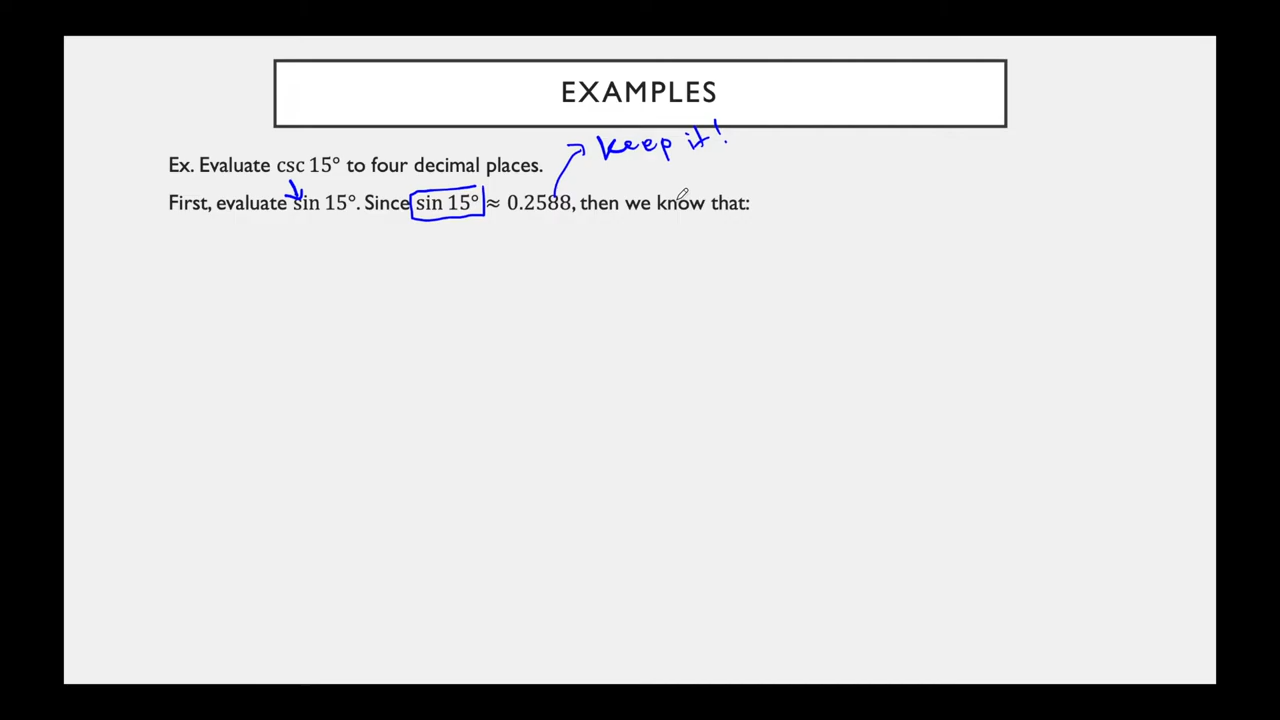 EXAMPLES
keep it!
Ex. Evaluate csc 15° to four decimal places.
First, evaluate sin 15°. Since sin 15° ≈ 0.2588, then we know that: